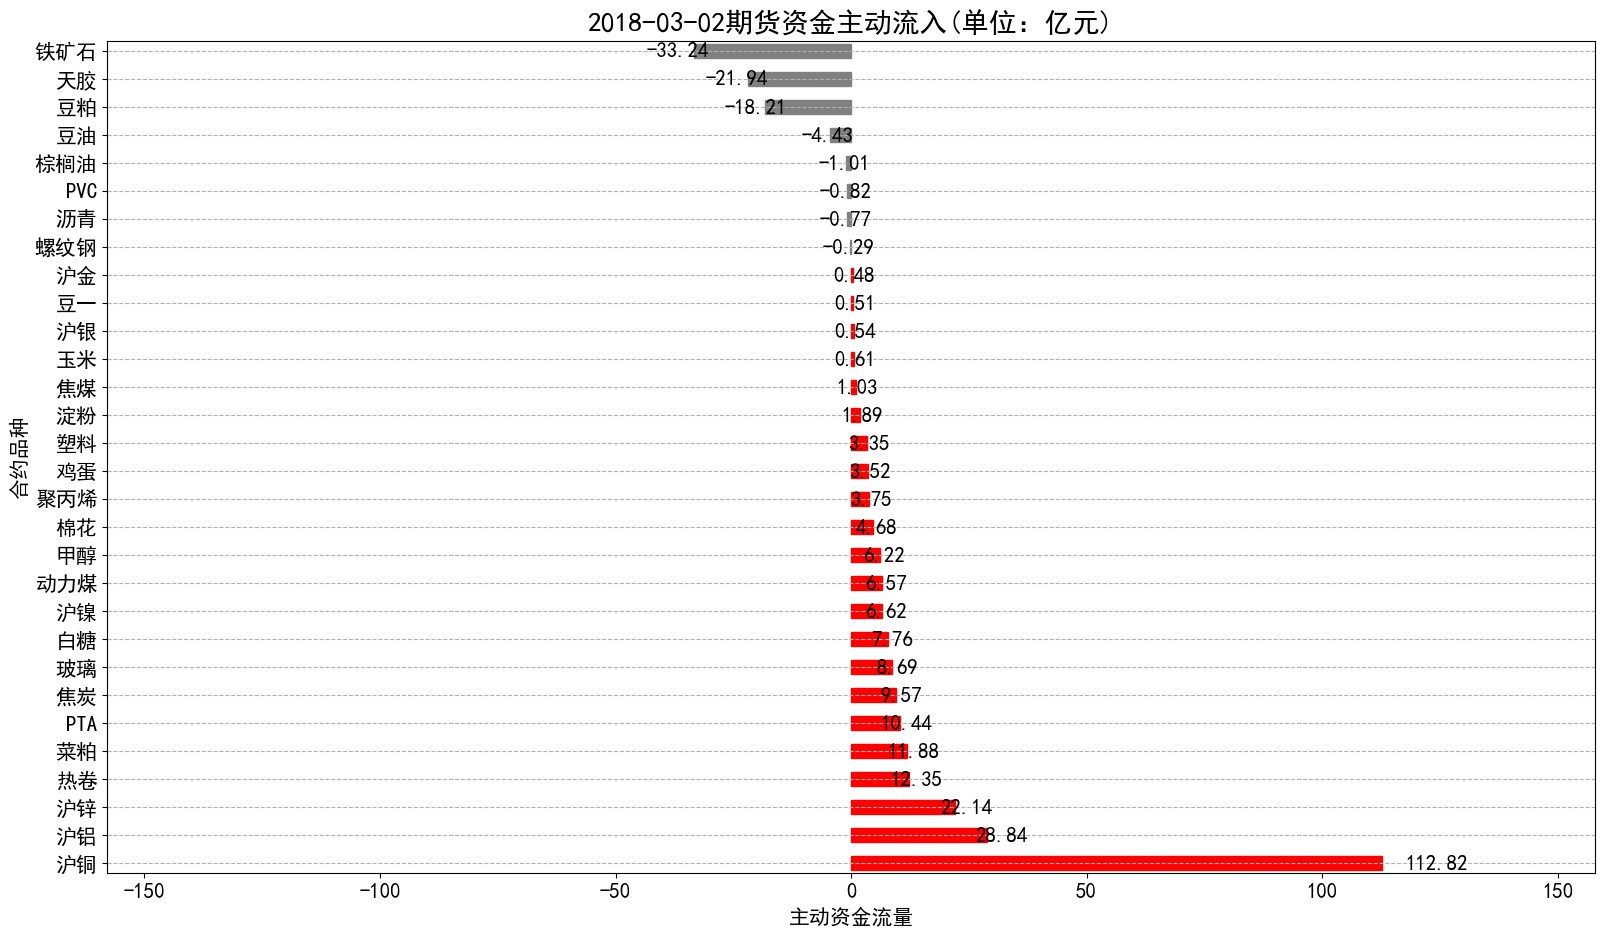 2018-03-02期货资金主动流入(单位：亿元)
合约品种
铁矿石 -33.24
天胶 -21.94
豆粕 -18.21
豆油 -4.43
棕榈油 -1.01
PVC -0.82
沥青 -0.77
螺纹钢 -0.29
沪金 0.48
豆一 0.51
沪银 0.54
玉米 0.61
焦煤 1.03
淀粉 1.89
塑料 3.35
鸡蛋 3.52
聚丙烯 3.75
棉花 4.68
甲醇 6.22
动力煤 6.57
沪镍 6.62
白糖 7.76
玻璃 8.69
焦炭 9.57
PTA 10.44
菜粕 11.88
热卷 12.35
沪锌 22.14
沪铝 28.84
沪铜 112.82
-150 -100 -50 0 50 100 150
主动资金流量